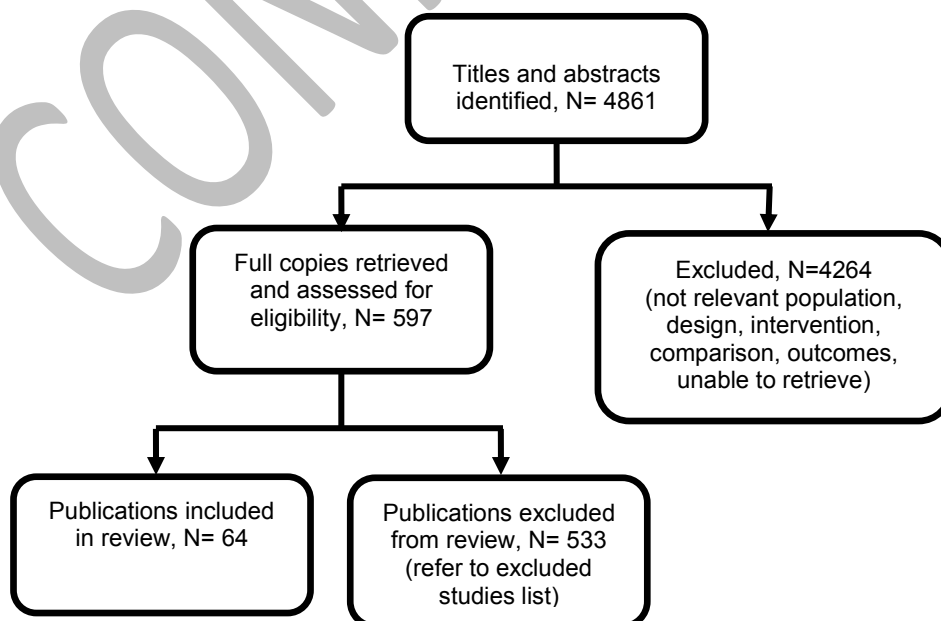 Titles and abstracts
identified, N= 4861
Full copies retrieved
and assessed for
eligibility, N= 597
Excluded, N=4264
(not relevant population,
design, intervention,
comparison, outcomes,
unable to retrieve)
Publications included
in review, N= 64
Publications excluded
from review, N= 533
(refer to excluded
studies list)